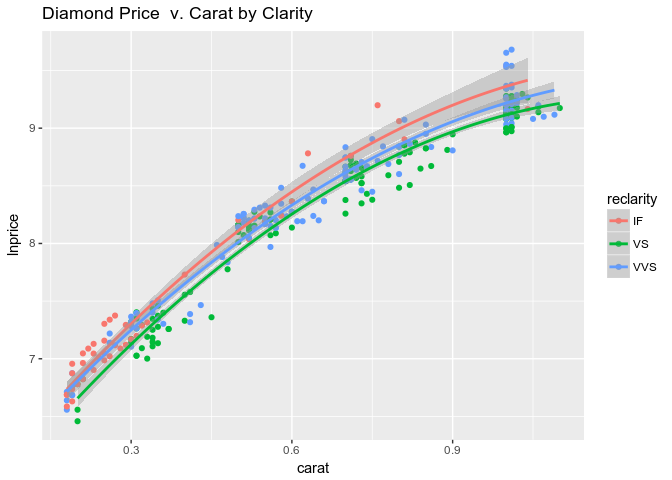 Diamond Price  v. Carat by Clarity
lnprice
9
8
7
0.3
0.6
0.9
carat
reclarity
IF
VS
VVS